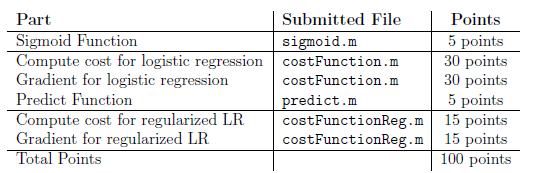 Part Submitted File Points
Sigmoid Function sigmoid.m 5 points
Compute cost for logistic regression costFunction.m 30 points
Gradient for logistic regression costFunction.m 30 points
Predict Function predict.m 5 points
Compute cost for regularized LR costFunctionReg.m 15 points
Gradient for regularized LR costFunctionReg.m 15 points
Total Points 100 points